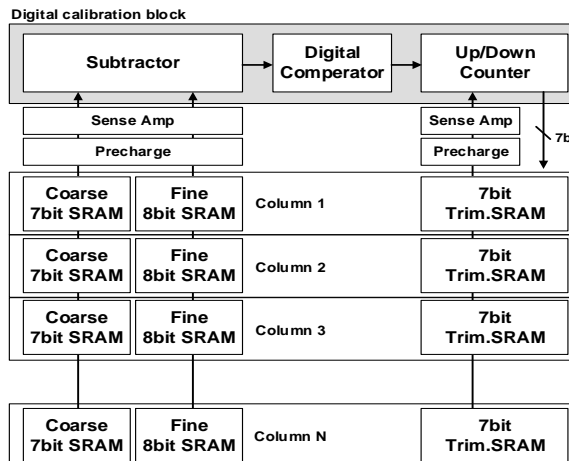 Digital calibration block
Subtractor
Digital
Comperator
Up/Down
Counter
Sense Amp
Sense Amp
7b
Precharge
Precharge
Coarse
7bit SRAM
Fine
8bit SRAM
Column 1
7bit
Trim.SRAM
Coarse
7bit SRAM
Fine
8bit SRAM
Column 2
7bit
Trim.SRAM
Coarse
7bit SRAM
Fine
8bit SRAM
Column 3
7bit
Trim.SRAM
Coarse
7bit SRAM
Fine
8bit SRAM
Column N
7bit
Trim.SRAM